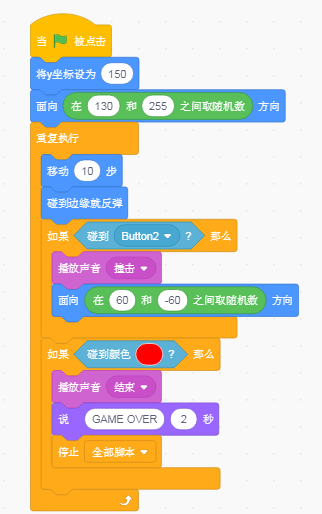 当 被点击
将y坐标设为 150
面向 在 130 和 255 之间取随机数 方向
重复执行
移动 10 步
碰到边缘就反弹
如果 碰到 Button2 ? 那么
播放声音 撞击
面向 在 60 和 -60 之间取随机数 方向
如果 碰到颜色 ? 那么
播放声音 结束
说 GAME OVER 2 秒
停止 全部脚本